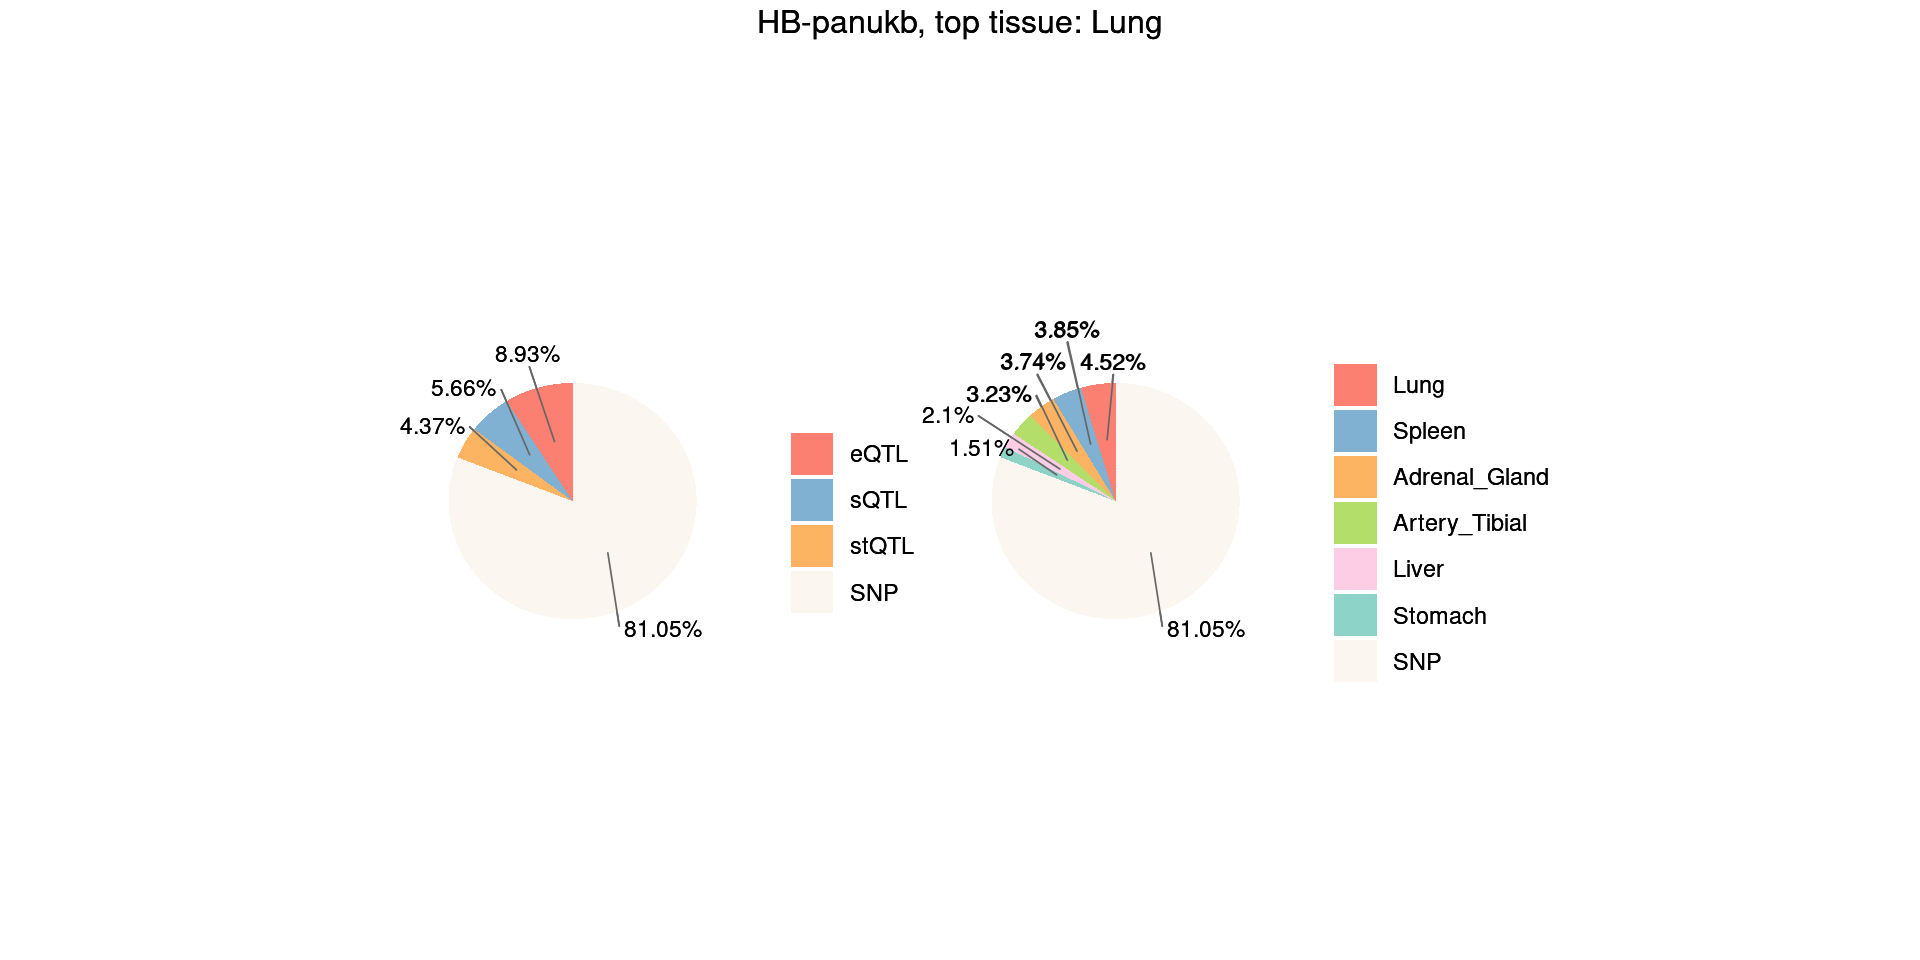 HB-panukb, top tissue: Lung
8.93%
5.66%
4.37%
81.05%
eQTL
sQTL
stQTL
SNP
3.85%
3.74%
4.52%
3.23%
2.1%
1.51%
81.05%
Lung
Spleen
Adrenal_Gland
Artery_Tibial
Liver
Stomach
SNP